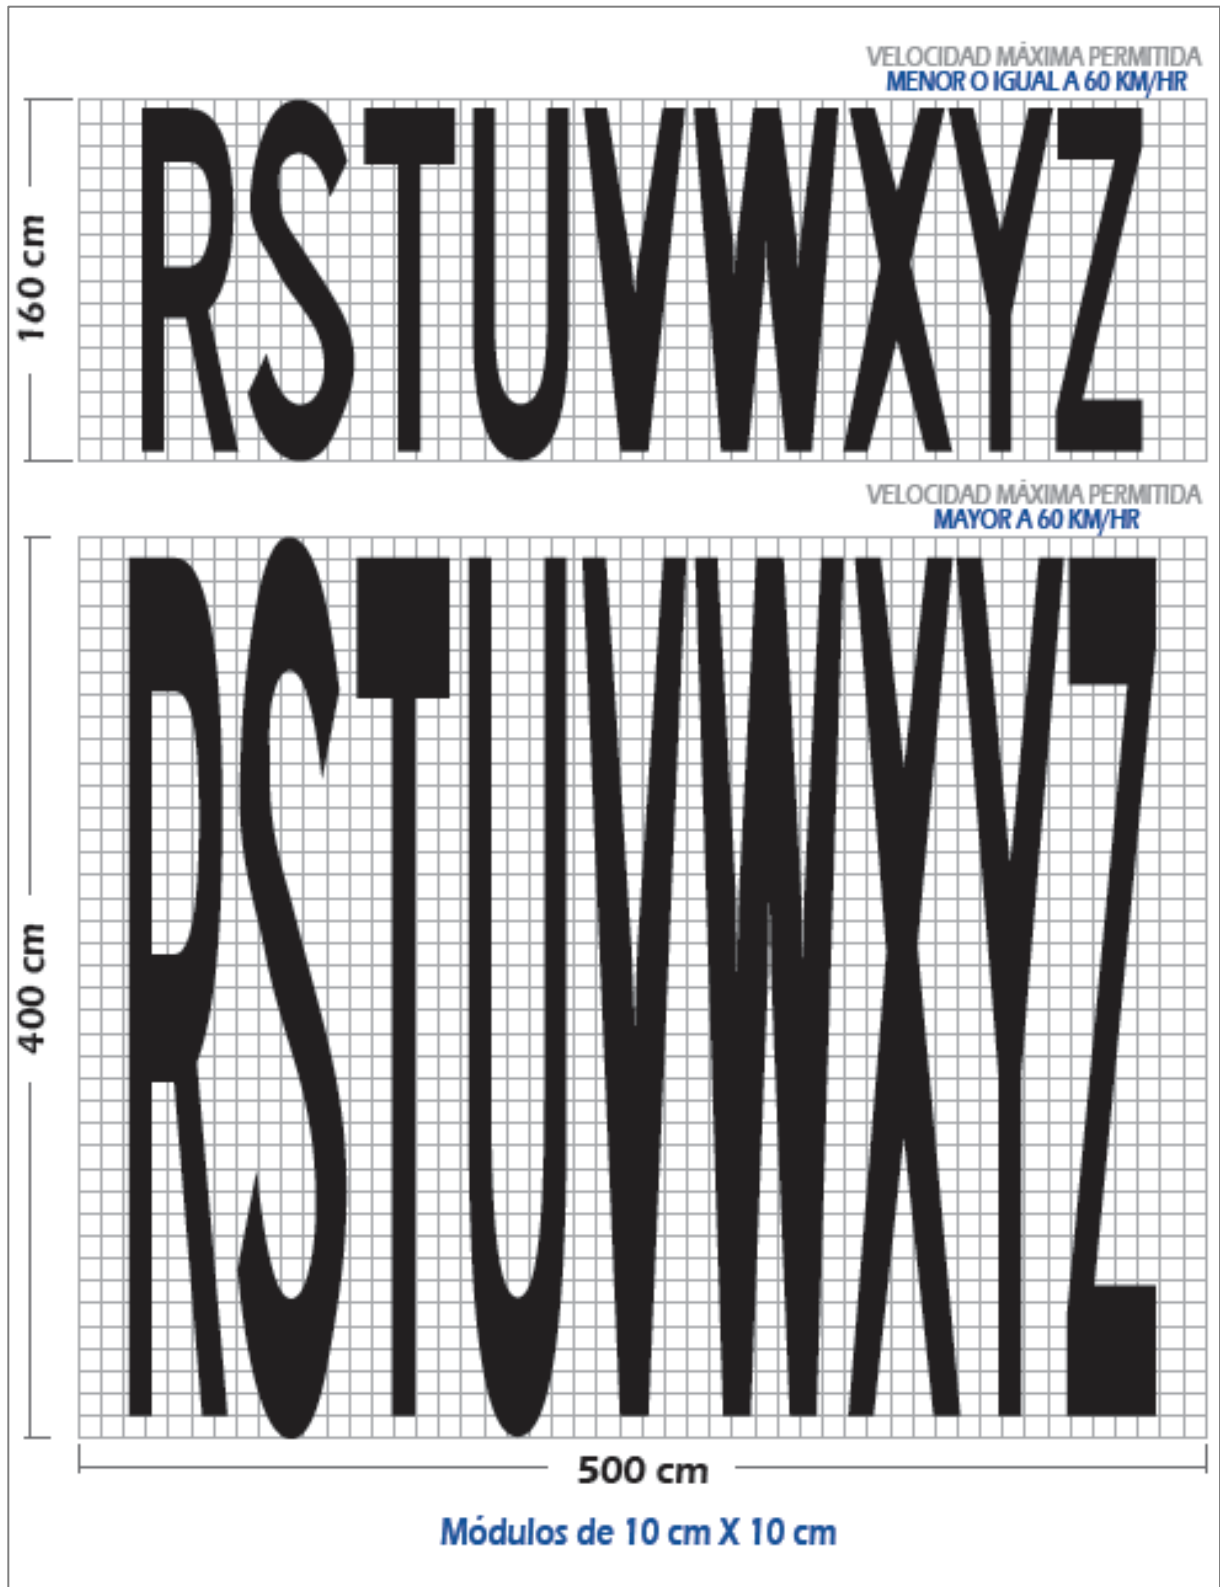 VELOCIDAD MÁXIMA PERMITIDA
MENOR O IGUAL A 60 KM/HR
160 cm
RSTUVWXYZ
VELOCIDAD MÁXIMA PERMITIDA
MAYOR A 60 KM/HR
400 cm
RSTUVWXYZ
500 cm
Módulos de 10 cm X 10 cm